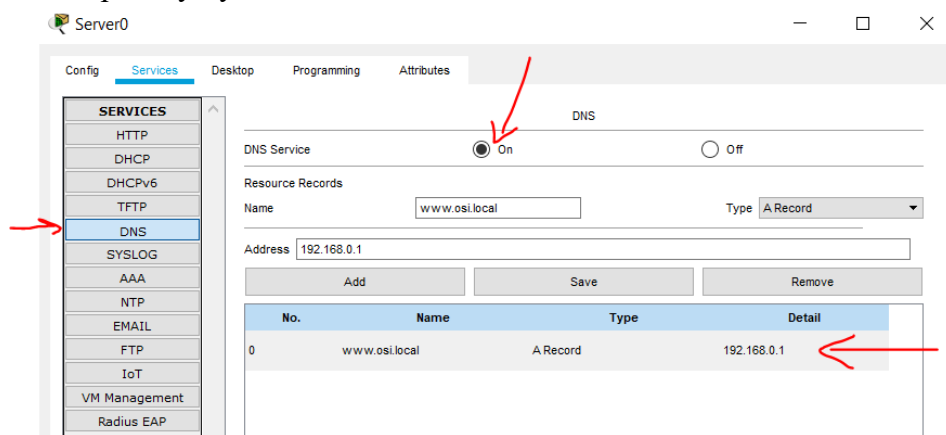 Server0
Config Services Desktop Programming Attributes
SERVICES
HTTP
DHCP
DHCPv6
TFTP
DNS
SYSLOG
AAA
NTP
EMAIL
FTP
IoT
VM Management
Radius EAP
DNS
DNS Service On Off
Resource Records
Name www.osi.local Type A Record
Address 192.168.0.1
Add Save Remove
No. Name Type Detail
0 www.osi.local A Record 192.168.0.1